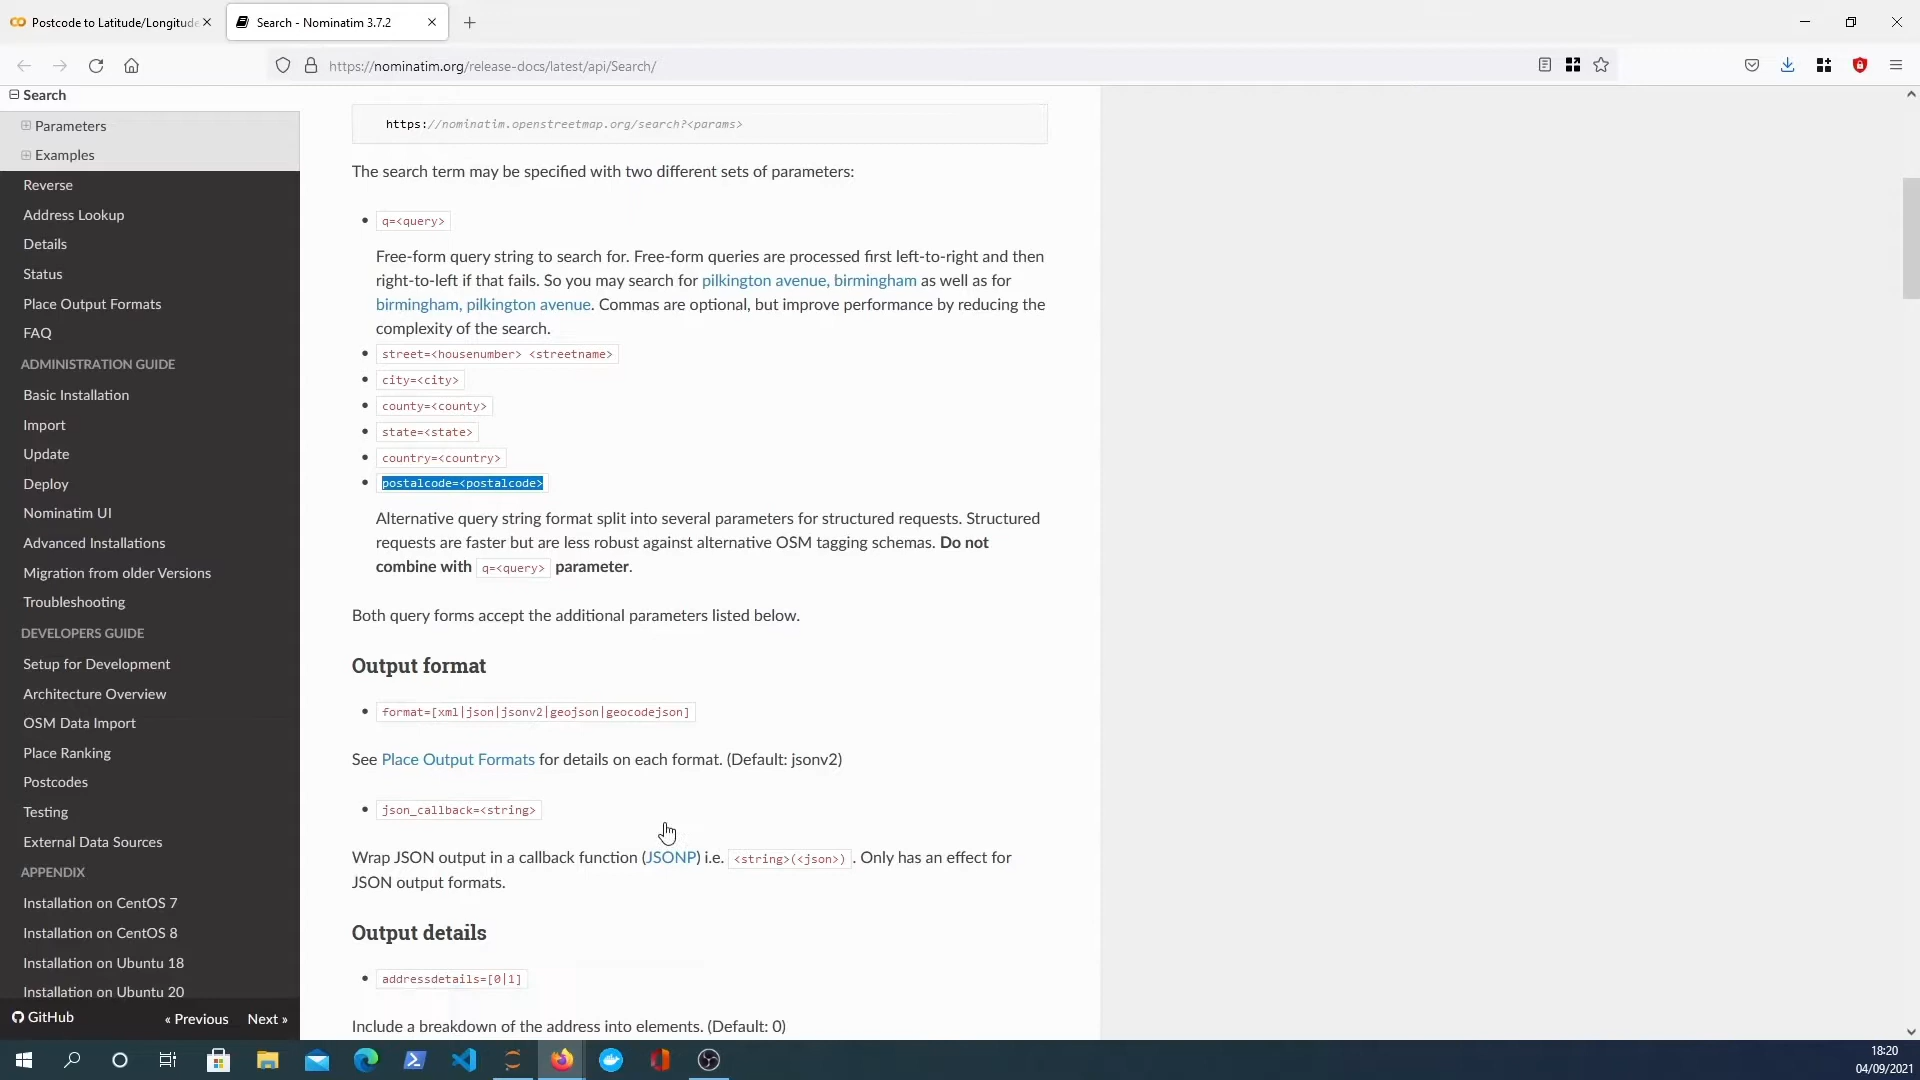 Postcode to Latitude/Longitude
Search - Nominatim 3.7.2
https://nominatim.org/release-docs/latest/api/Search/
Search
Parameters
Examples
Reverse
Address Lookup
Details
Status
Place Output Formats
FAQ
ADMINISTRATION GUIDE
Basic Installation
Import
Update
Deploy
Nominatim UI
Advanced Installations
Migration from older Versions
Troubleshooting
DEVELOPERS GUIDE
Setup for Development
Architecture Overview
OSM Data Import
Place Ranking
Postcodes
Testing
External Data Sources
APPENDIX
Installation on CentOS 7
Installation on CentOS 8
Installation on Ubuntu 18
Installation on Ubuntu 20
GitHub
« Previous
Next »
https://nominatim.openstreetmap.org/search?<params>
The search term may be specified with two different sets of parameters:
q=<query>
Free-form query string to search for. Free-form queries are processed first left-to-right and then
right-to-left if that fails. So you may search for pilkington avenue, birmingham as well as for
birmingham, pilkington avenue. Commas are optional, but improve performance by reducing the
complexity of the search.
street=<housenumber> <streetname>
city=<city>
county=<county>
state=<state>
country=<country>
postalcode=<postalcode>
Alternative query string format split into several parameters for structured requests. Structured
requests are faster but are less robust against alternative OSM tagging schemas. Do not
combine with q=<query> parameter.
Both query forms accept the additional parameters listed below.
Output format
format=[xml|json|jsonv2|geojson|geocodejson]
See Place Output Formats for details on each format. (Default: jsonv2)
json_callback=<string>
Wrap JSON output in a callback function (JSONP) i.e. <string>(<json>) . Only has an effect for
JSON output formats.
Output details
addressdetails=[0|1]
Include a breakdown of the address into elements. (Default: 0)
18:20
04/09/2021